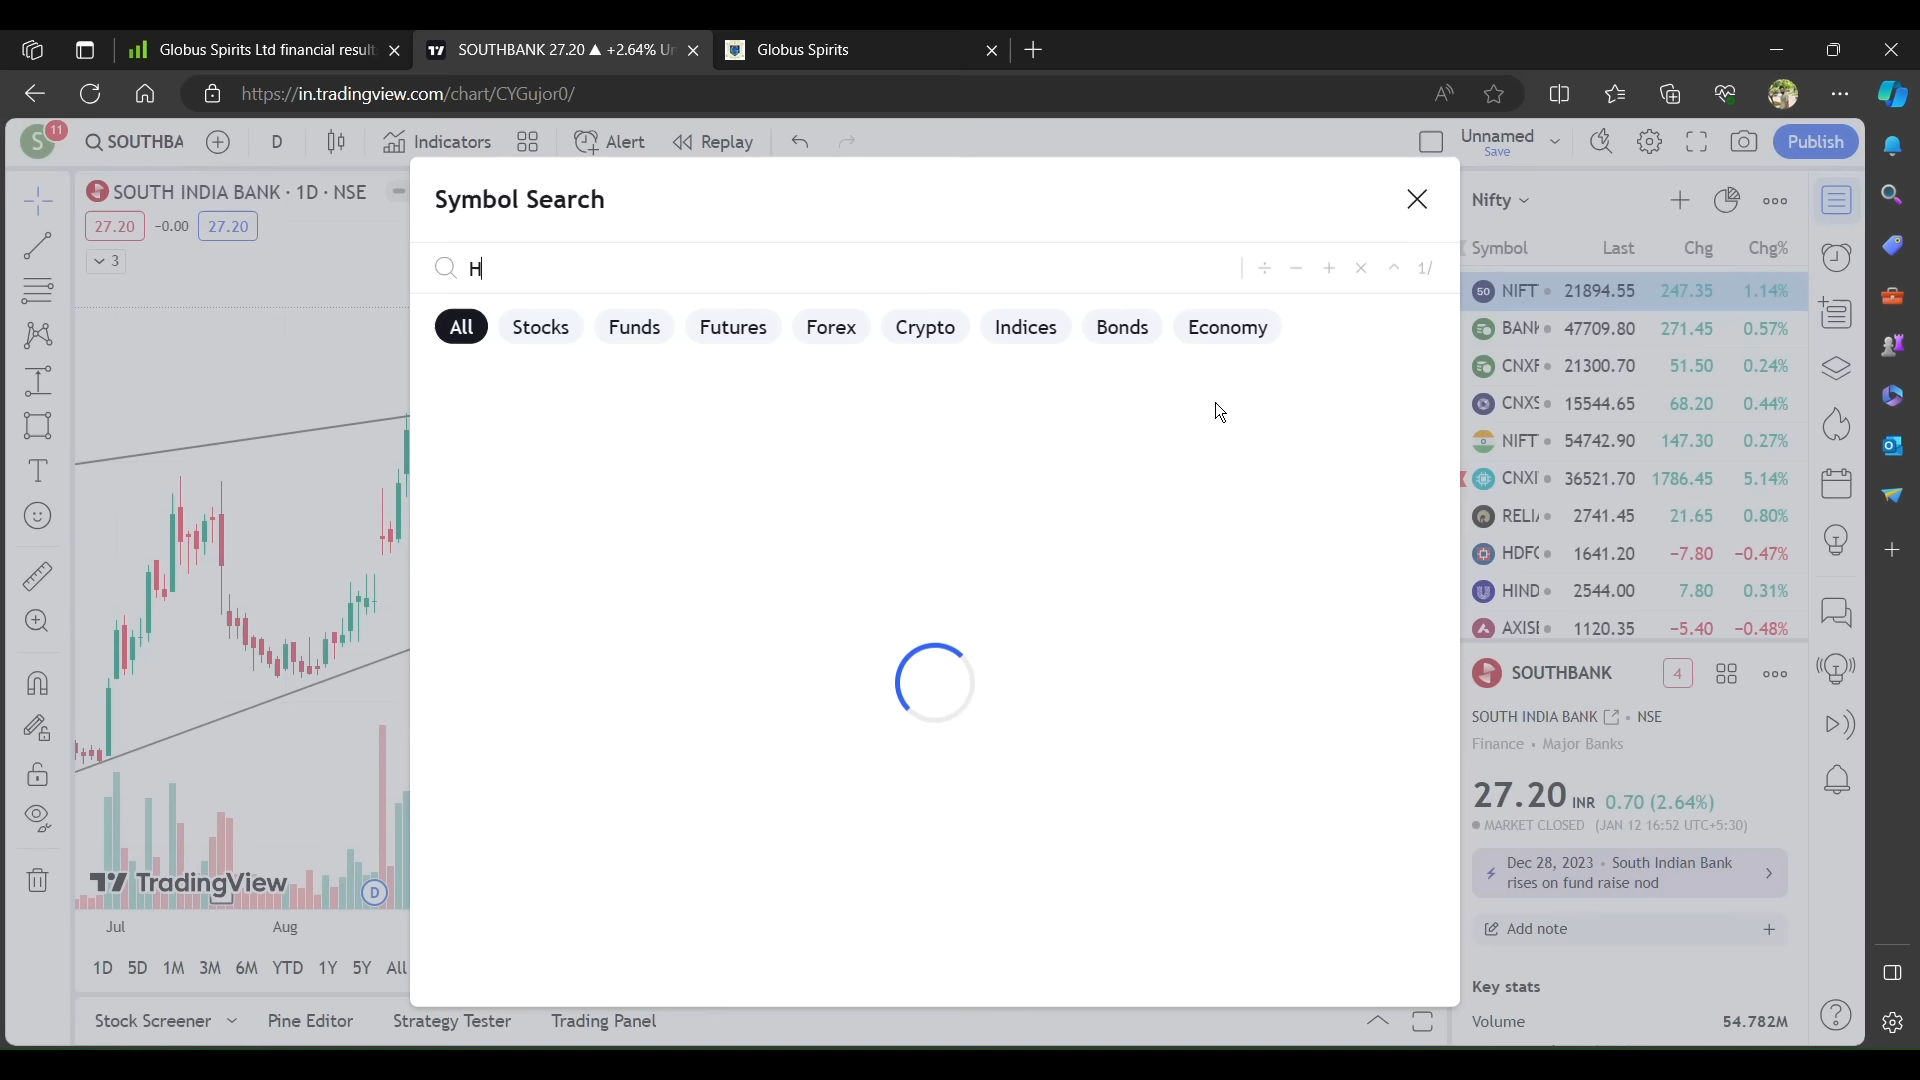 Globus Spirits Ltd financial result
SOUTHBANK 27.20 ▲ +2.64% Un
Globus Spirits
https://in.tradingview.com/chart/CYGujor0/
S 11
SOUTHBA
D
Indicators
Alert
Replay
Unnamed
Save
Publish
SOUTH INDIA BANK · 1D · NSE
27.20 -0.00 27.20
3
Symbol Search
H
÷ − + × ^ 1/
All Stocks Funds Futures Forex Crypto Indices Bonds Economy
Nifty
Symbol Last Chg Chg%
50 NIFT 21894.55 247.35 1.14%
BANK 47709.80 271.45 0.57%
CNXF 21300.70 51.50 0.24%
CNXS 15544.65 68.20 0.44%
NIFT 54742.90 147.30 0.27%
CNXI 36521.70 1786.45 5.14%
RELI 2741.45 21.65 0.80%
HDFC 1641.20 -7.80 -0.47%
HIND 2544.00 7.80 0.31%
AXISI 1120.35 -5.40 -0.48%
SOUTHBANK 4
SOUTH INDIA BANK · NSE
Finance · Major Banks
27.20 INR 0.70 (2.64%)
MARKET CLOSED (JAN 12 16:52 UTC+5:30)
Dec 28, 2023 · South Indian Bank
rises on fund raise nod
Add note
Key stats
Volume 54.782M
TradingView
D
Jul Aug
1D 5D 1M 3M 6M YTD 1Y 5Y All
Stock Screener Pine Editor Strategy Tester Trading Panel